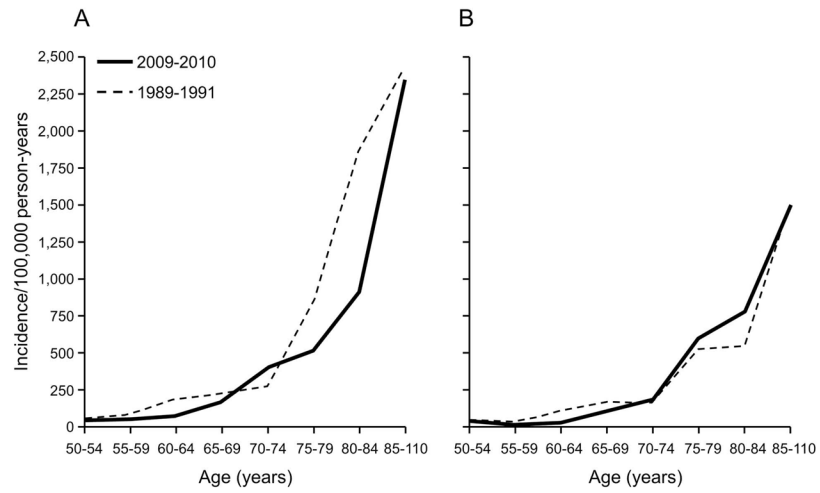 A
B
2009-2010
1989-1991
Incidence/100,000 person-years
2,500
2,250
2,000
1,750
1,500
1,250
1,000
750
500
250
0
50-54 55-59 60-64 65-69 70-74 75-79 80-84 85-110
Age (years)
50-54 55-59 60-64 65-69 70-74 75-79 80-84 85-110
Age (years)